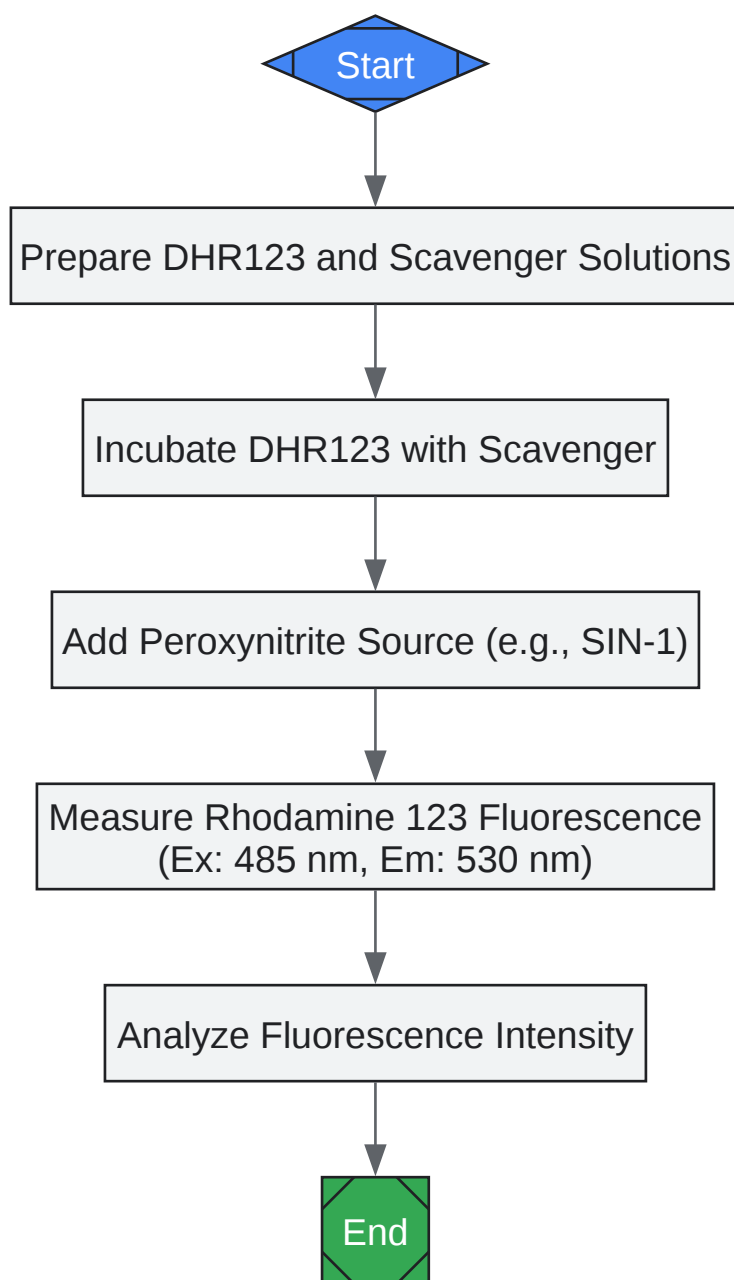 Start
Prepare DHR123 and Scavenger Solutions
Incubate DHR123 with Scavenger
Add Peroxynitrite Source (e.g., SIN-1)
Measure Rhodamine 123 Fluorescence
(Ex: 485 nm, Em: 530 nm)
Analyze Fluorescence Intensity
End